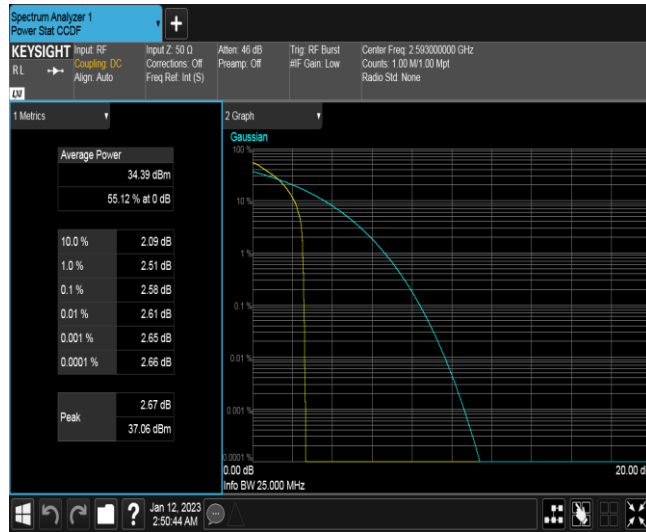 Spectrum Analyzer 1
Power Stat CCDF
+
KEYSIGHT
RL
LXI
Input: RF
Coupling: DC
Align: Auto
Input Z: 50 Ω
Corrections: Off
Freq Ref: Int (S)
Atten: 46 dB
Preamp: Off
Trig: RF Burst
#IF Gain: Low
Center Freq: 2.593000000 GHz
Counts: 1.00 M/1.00 Mpt
Radio Std: None
1 Metrics
Average Power
34.39 dBm
55.12 % at 0 dB
10.0 % 2.09 dB
1.0 % 2.51 dB
0.1 % 2.58 dB
0.01 % 2.61 dB
0.001 % 2.65 dB
0.0001 % 2.66 dB
Peak
2.67 dB
37.06 dBm
2 Graph
Gaussian
100 %
10 %
1 %
0.1 %
0.01 %
0.001 %
0.0001 %
0.00 dB
20.00 d
Info BW 25.000 MHz
?
Jan 12, 2023
2:50:44 AM